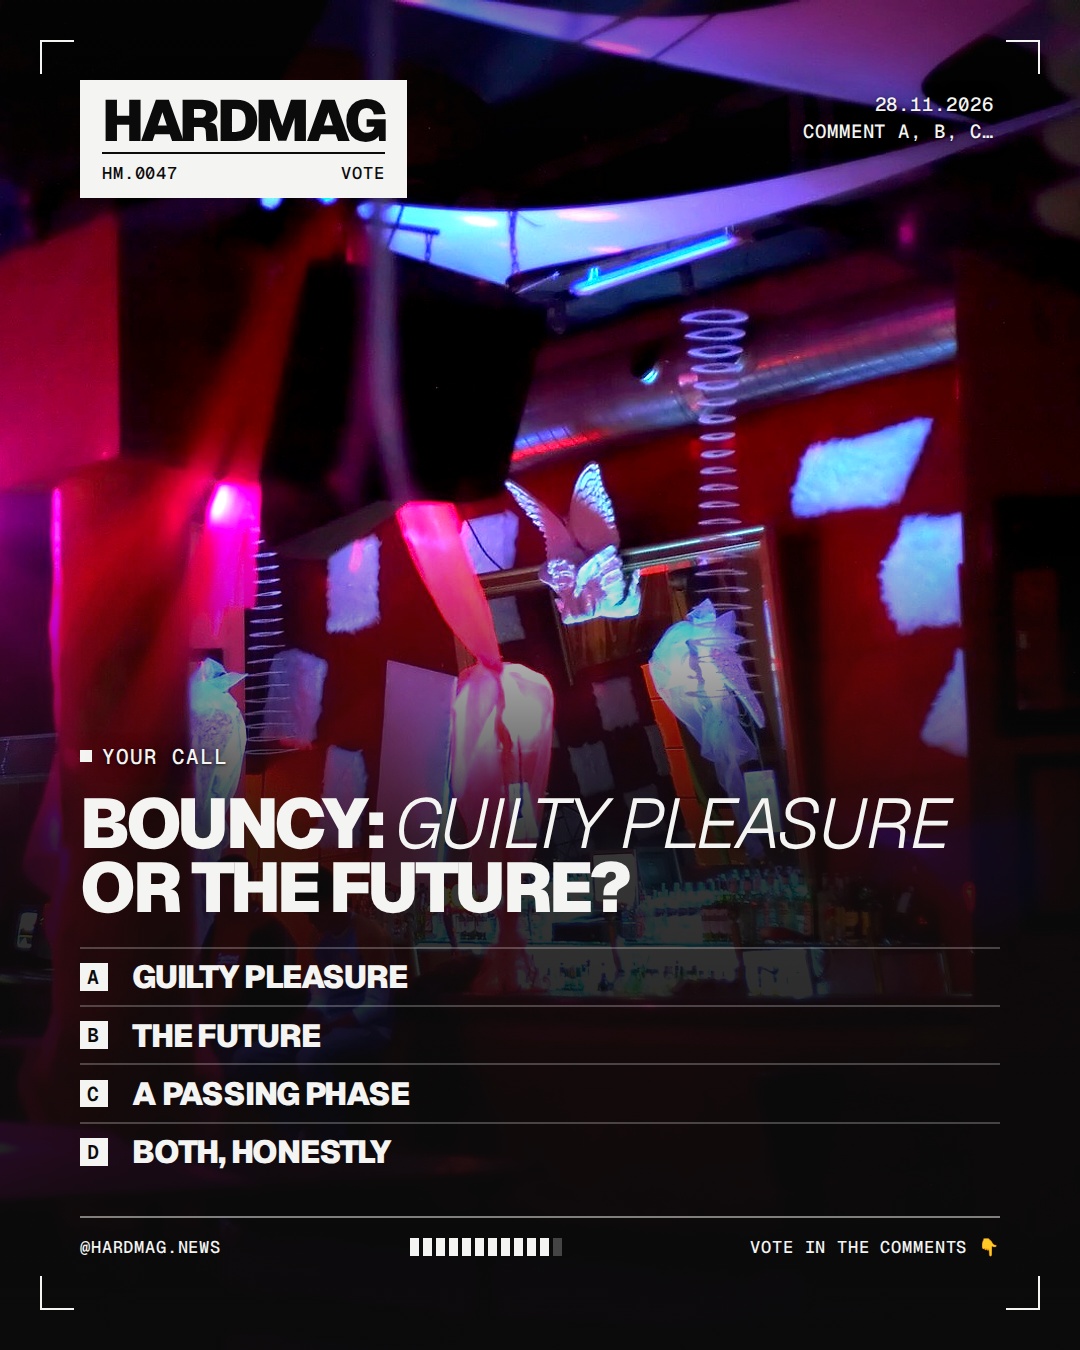 HARDMAG
HM.0047 VOTE
28.11.2026
COMMENT A, B, C…
YOUR CALL
BOUNCY: GUILTY PLEASURE
OR THE FUTURE?
A GUILTY PLEASURE
B THE FUTURE
C A PASSING PHASE
D BOTH, HONESTLY
@HARDMAG.NEWS
VOTE IN THE COMMENTS 👇